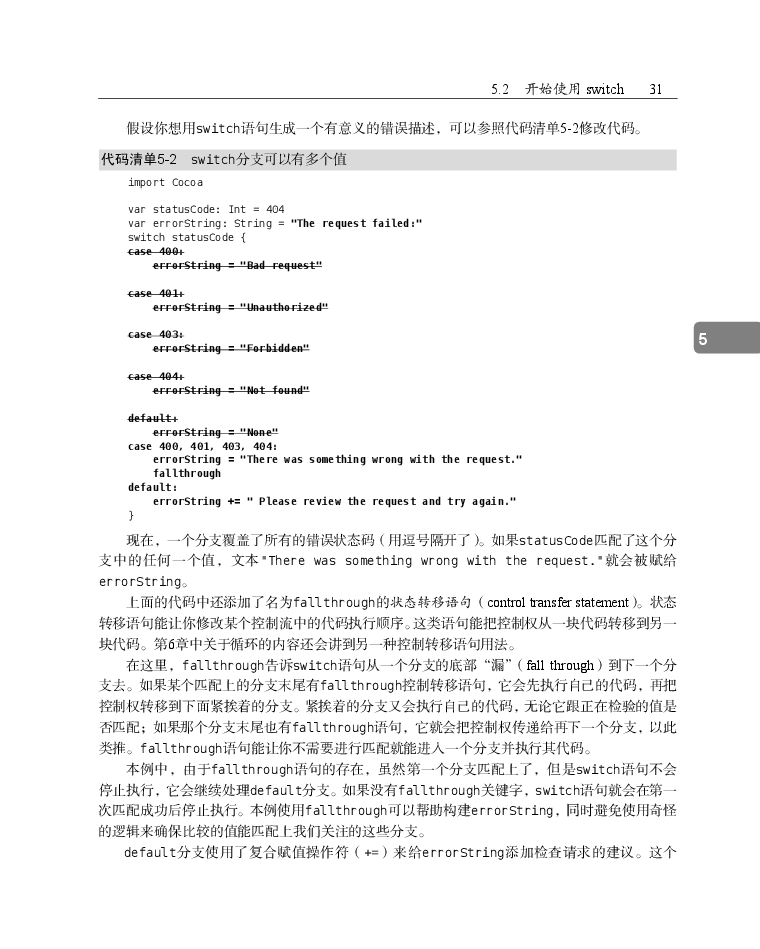 5.2 开始使用 switch 31
假设你想用switch语句生成一个有意义的错误描述，可以参照代码清单5-2修改代码。
代码清单5-2 switch分支可以有多个值
import Cocoa
var statusCode: Int = 404
var errorString: String = "The request failed:"
switch statusCode {
case 400:
errorString = "Bad request"
case 401:
errorString = "Unauthorized"
case 403:
errorString = "Forbidden"
5
case 404:
errorString = "Not found"
default:
errorString = "None"
case 400, 401, 403, 404:
errorString = "There was something wrong with the request."
fallthrough
default:
errorString += " Please review the request and try again."
}
现在，一个分支覆盖了所有的错误状态码（用逗号隔开了）。如果statusCode匹配了这个分
支中的任何一个值，文本"There was something wrong with the request."就会被赋给
errorString。
上面的代码中还添加了名为fallthrough的状态转移语句（control transfer statement）。状态
转移语句能让你修改某个控制流中的代码执行顺序。这类语句能把控制权从一块代码转移到另一
块代码。第6章中关于循环的内容还会讲到另一种控制转移语句用法。
在这里，fallthrough告诉switch语句从一个分支的底部“漏”（fall through）到下一个分
支去。如果某个匹配上的分支末尾有fallthrough控制转移语句，它会先执行自己的代码，再把
控制权转移到下面紧挨着的分支。紧挨着的分支又会执行自己的代码，无论它跟正在检验的值是
否匹配；如果那个分支末尾也有fallthrough语句，它就会把控制权传递给再下一个分支，以此
类推。fallthrough语句能让你不需要进行匹配就能进入一个分支并执行其代码。
本例中，由于fallthrough语句的存在，虽然第一个分支匹配上了，但是switch语句不会
停止执行，它会继续处理default分支。如果没有fallthrough关键字，switch语句就会在第一
次匹配成功后停止执行。本例使用fallthrough可以帮助构建errorString，同时避免使用奇怪
的逻辑来确保比较的值能匹配上我们关注的这些分支。
default分支使用了复合赋值操作符（+=）来给errorString添加检查请求的建议。这个